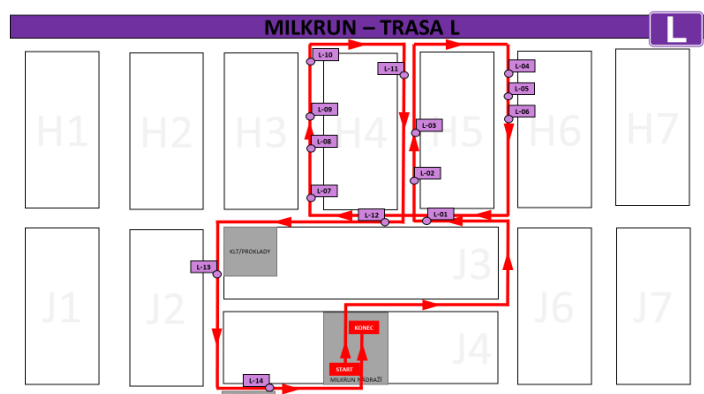 MILKRUN – TRASA L
L
L-10
L-11
L-04
L-05
L-06
L-09
L-03
L-08
H1
H2
H3
H4
H5
H6
H7
L-02
L-07
L-12
L-01
KLT/PROKLADY
L-13
J3
J1
J2
J6
J7
KONEC
J4
START
MILKRUN NÁDRAŽÍ
L-14